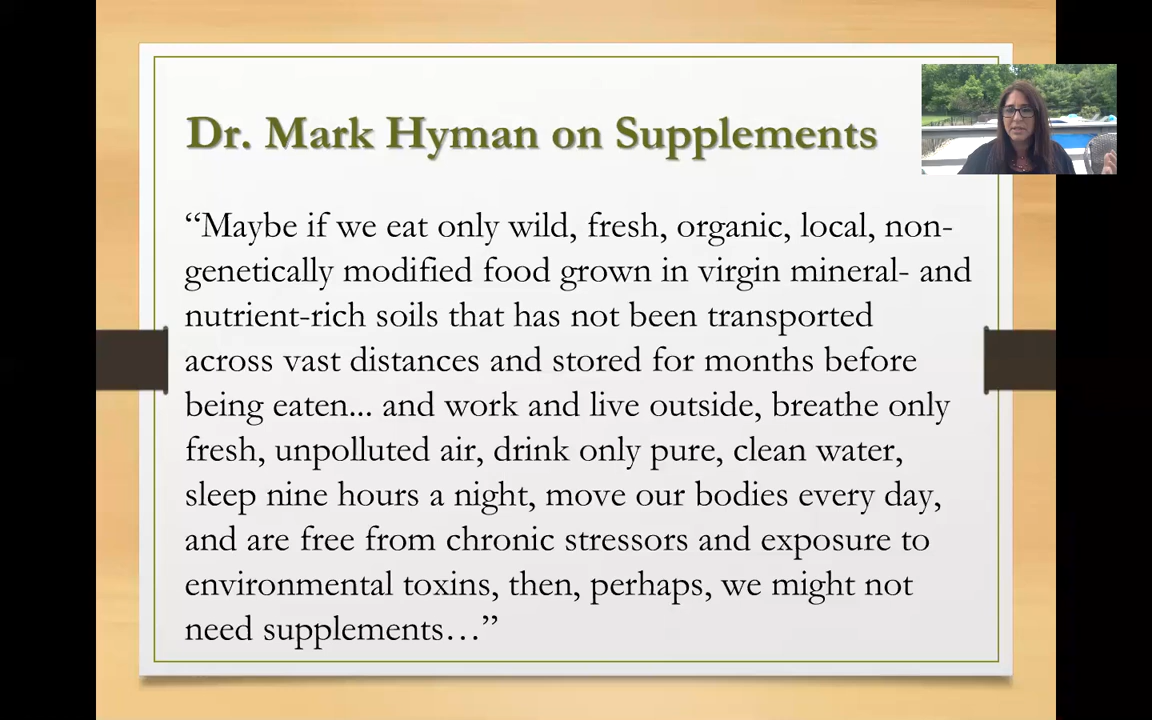 Dr. Mark Hyman on Supplements
“Maybe if we eat only wild, fresh, organic, local, non-
genetically modified food grown in virgin mineral- and
nutrient-rich soils that has not been transported
across vast distances and stored for months before
being eaten... and work and live outside, breathe only
fresh, unpolluted air, drink only pure, clean water,
sleep nine hours a night, move our bodies every day,
and are free from chronic stressors and exposure to
environmental toxins, then, perhaps, we might not
need supplements…”